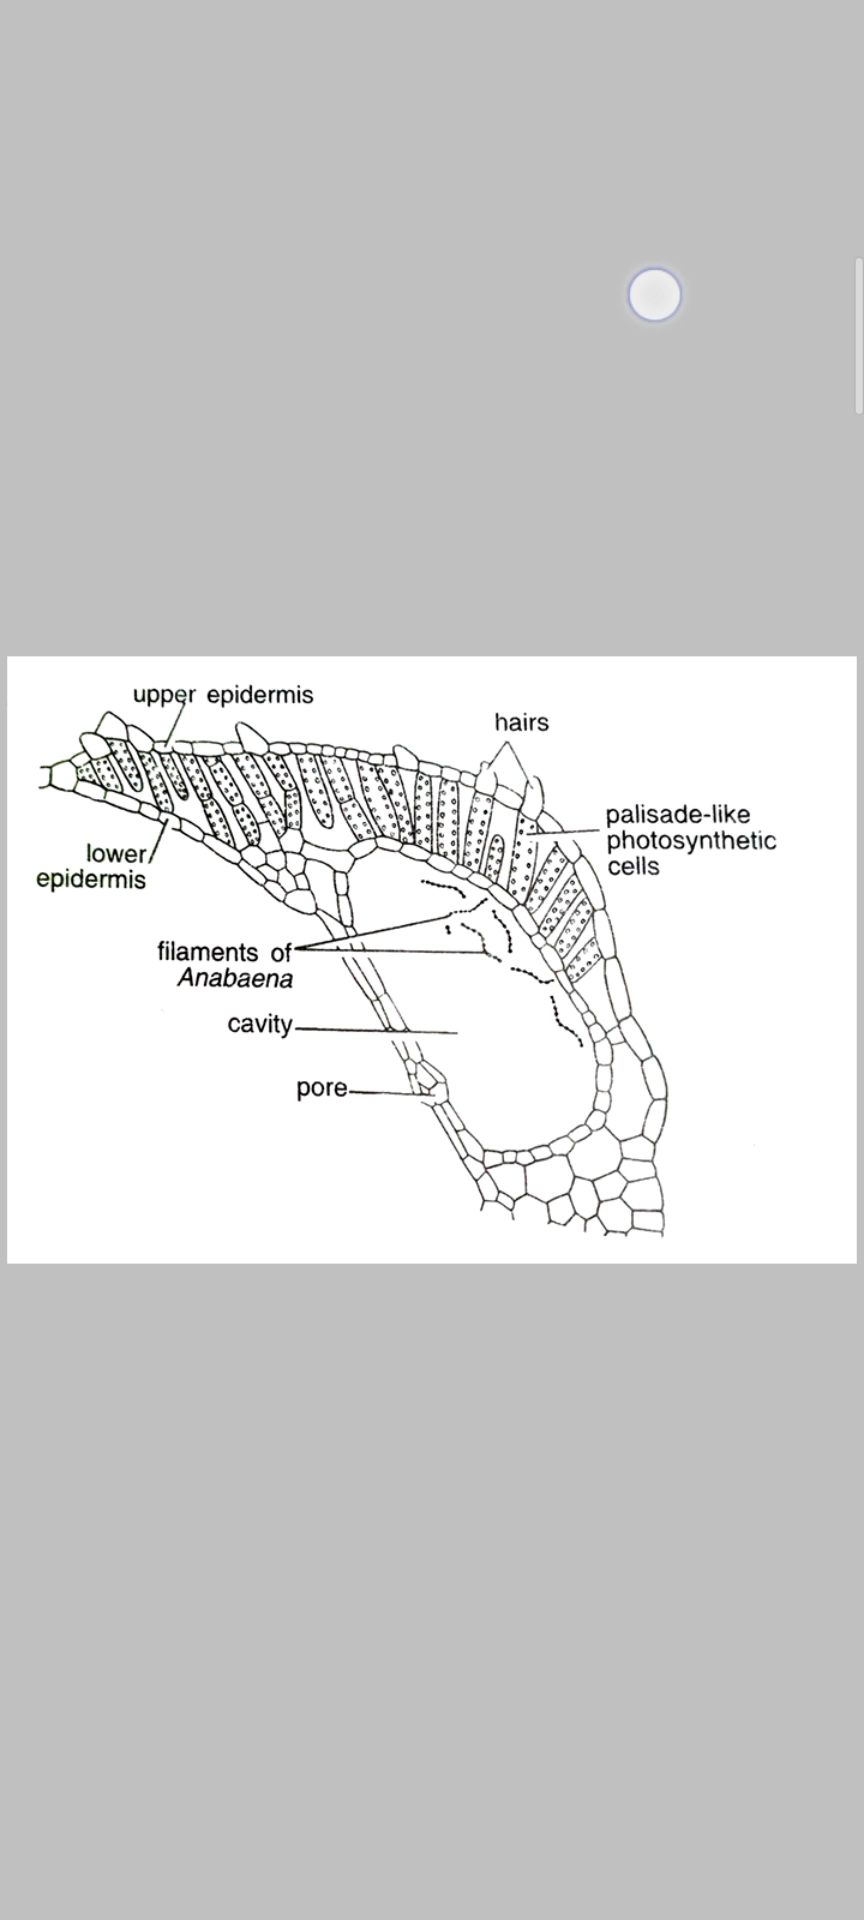 upper epidermis
hairs
palisade-like
photosynthetic
cells
lower
epidermis
filaments of
Anabaena
cavity
pore